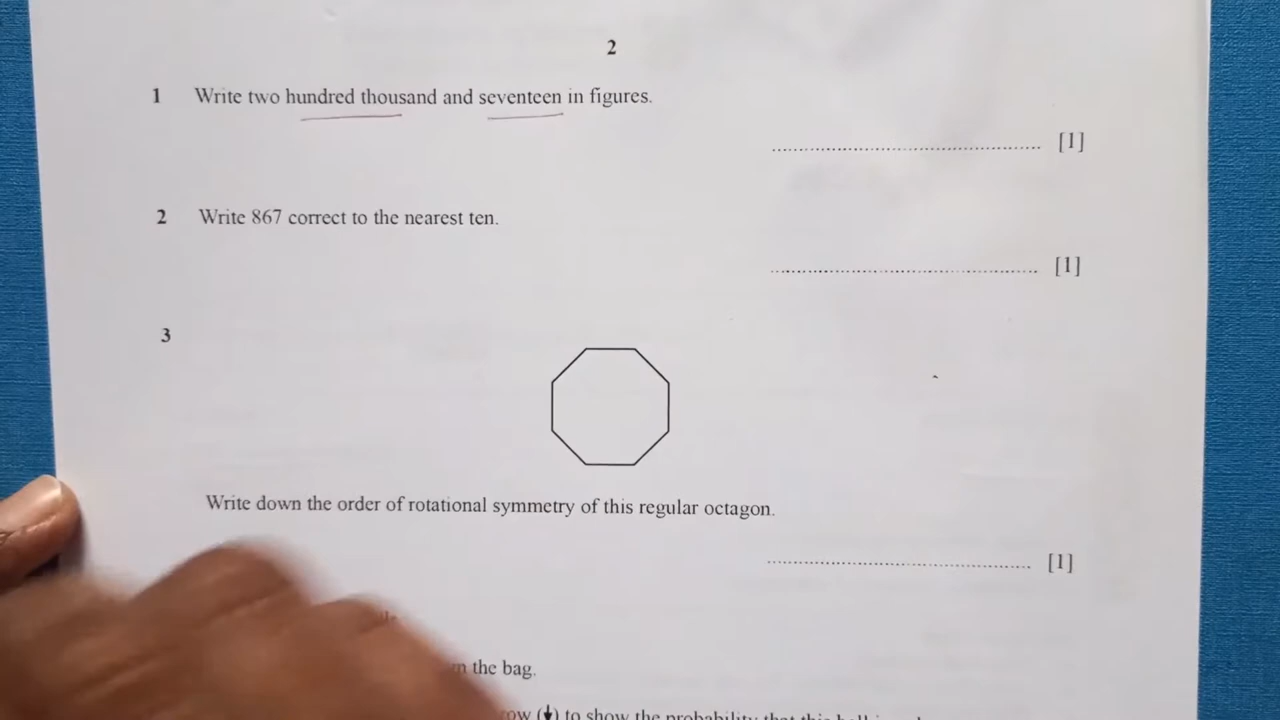 2
1 Write two hundred thousand and seventeen in figures.
[1]
2 Write 867 correct to the nearest ten.
[1]
3
Write down the order of rotational symmetry of this regular octagon.
[1]
the bag.
(↓) to show the probability that this